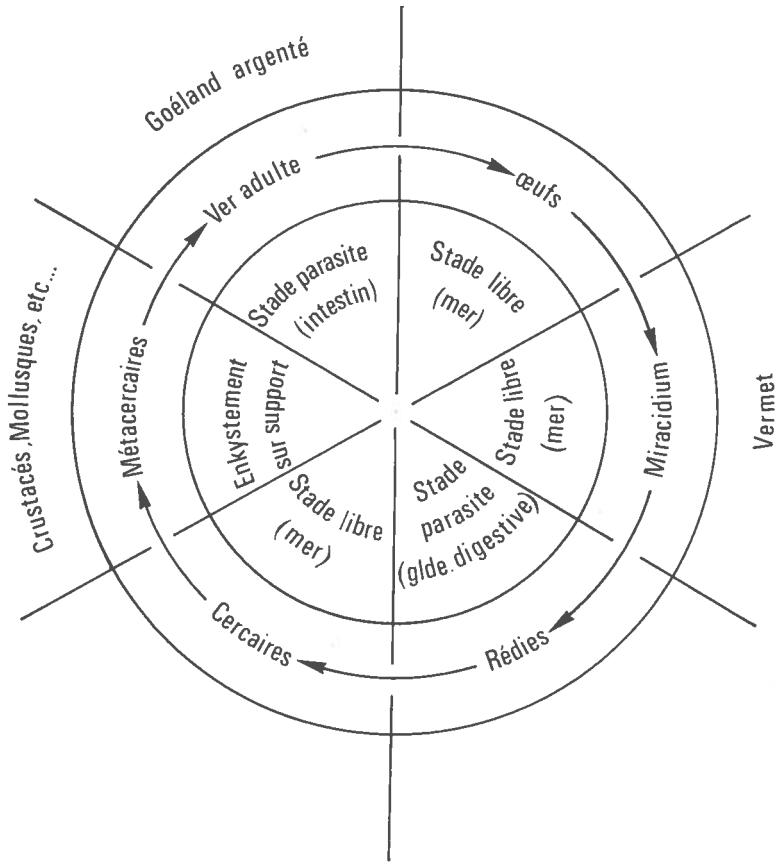 Goéland argenté
Ver adulte
œufs
Stade parasite
(intestin)
Stade libre
(mer)
Crustacés,Mollusques, etc...
Métacercaires
Enkystement
sur support
Stade libre
(mer)
Miracidium
Vermet
Stade libre
(mer)
Stade
parasite
(glde.digestive)
Cercaires
Rédies